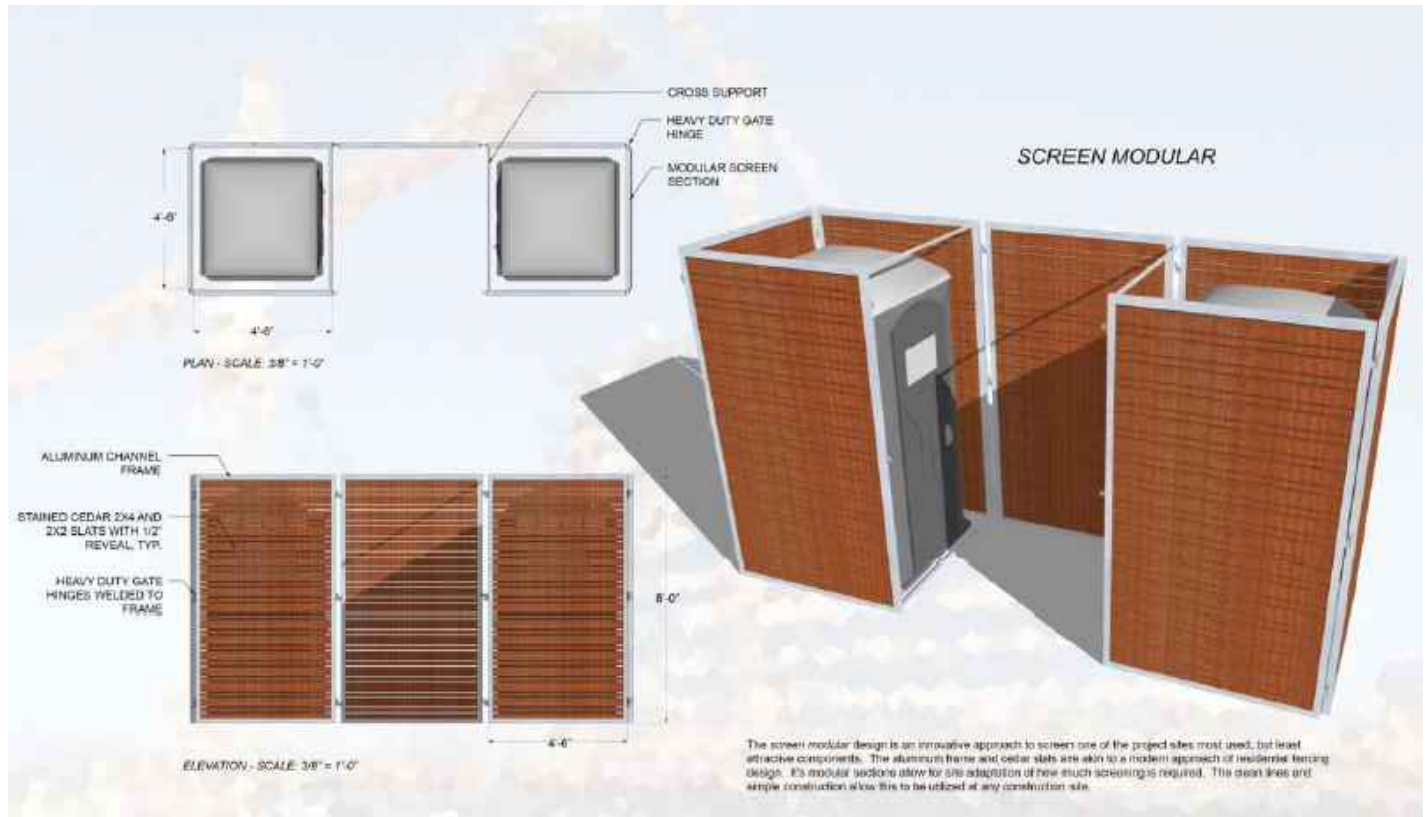 CROSS SUPPORT
HEAVY DUTY GATE
HINGE
MODULAR SCREEN
SECTION
SCREEN MODULAR
4'-6"
4'-6"
PLAN - SCALE: 3/8" = 1'-0"
ALUMINUM CHANNEL
FRAME
STAINED CEDAR 2X4 AND
2X2 SLATS WITH 1/2"
REVEAL, TYP.
HEAVY DUTY GATE
HINGES WELDED TO
FRAME
8'-0"
4'-6"
ELEVATION - SCALE: 3/8" = 1'-0"
The screen modular design is an innovative approach to screen one of the project sites most used, but least
attractive components. The aluminum frame and cedar slats are akin to a modern approach of residential fencing
design. It's modular sections allow for site adaptation of how much screening is required. The clean lines and
simple construction allow this to be utilized at any construction site.